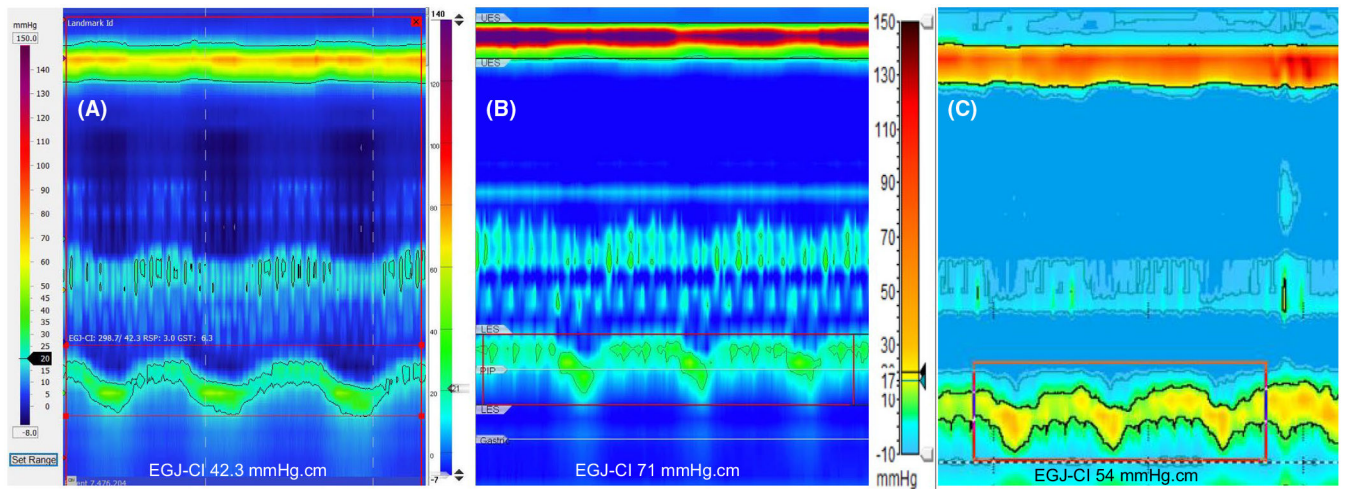 mmHg
150.0
140
130
120
110
100
90
80
70
60
50
45
40
35
30
25
20
15
10
5
0
-8.0
Set Range
Landmark Id
(A)
EGJ-CI: 298.7/ 42.3 RSP: 3.0 GST: 6.3
EGJ-CI 42.3 mmHg.cm
140
120
100
80
60
40
21
20
0
-7
UES
UES
(B)
LES
PIP
LES
Gastric
EGJ-CI 71 mmHg.cm
150
130
110
90
70
50
30
17
10
-10
mmHg
(C)
EGJ-CI 54 mmHg.cm